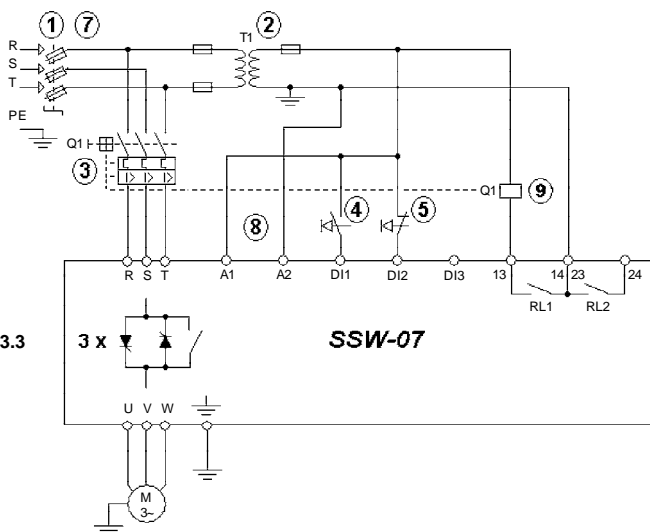 1 7 2
T1
R
S
T
PE
Q1
3
4 5
Q1 9
8
R S T A1 A2 DI1 DI2 DI3 13 14 23 24
RL1 RL2
3.3 3 x SSW-07
U V W
M
3~